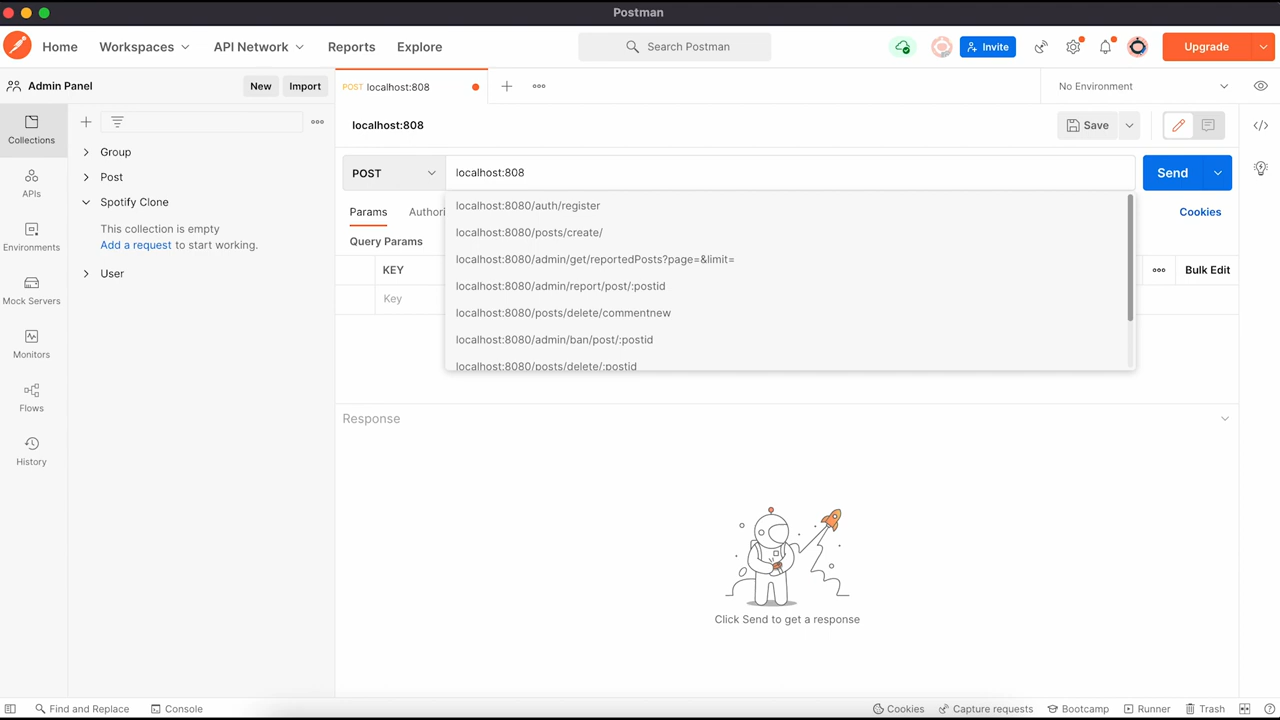 Postman
Home Workspaces API Network Reports Explore Search Postman Invite Upgrade
Admin Panel New Import POST localhost:808 No Environment
Collections
APIs
Environments
Mock Servers
Monitors
Flows
History
Group
Post
Spotify Clone
This collection is empty
Add a request to start working.
User
localhost:808 Save
POST localhost:808 Send
localhost:8080/auth/register
localhost:8080/posts/create/
localhost:8080/admin/get/reportedPosts?page=&limit=
localhost:8080/admin/report/post/:postid
localhost:8080/posts/delete/commentnew
localhost:8080/admin/ban/post/:postid
localhost:8080/posts/delete/:postid
Params Authori Cookies
Query Params
KEY Bulk Edit
Key
Response
Click Send to get a response
Find and Replace Console Cookies Capture requests Bootcamp Runner Trash